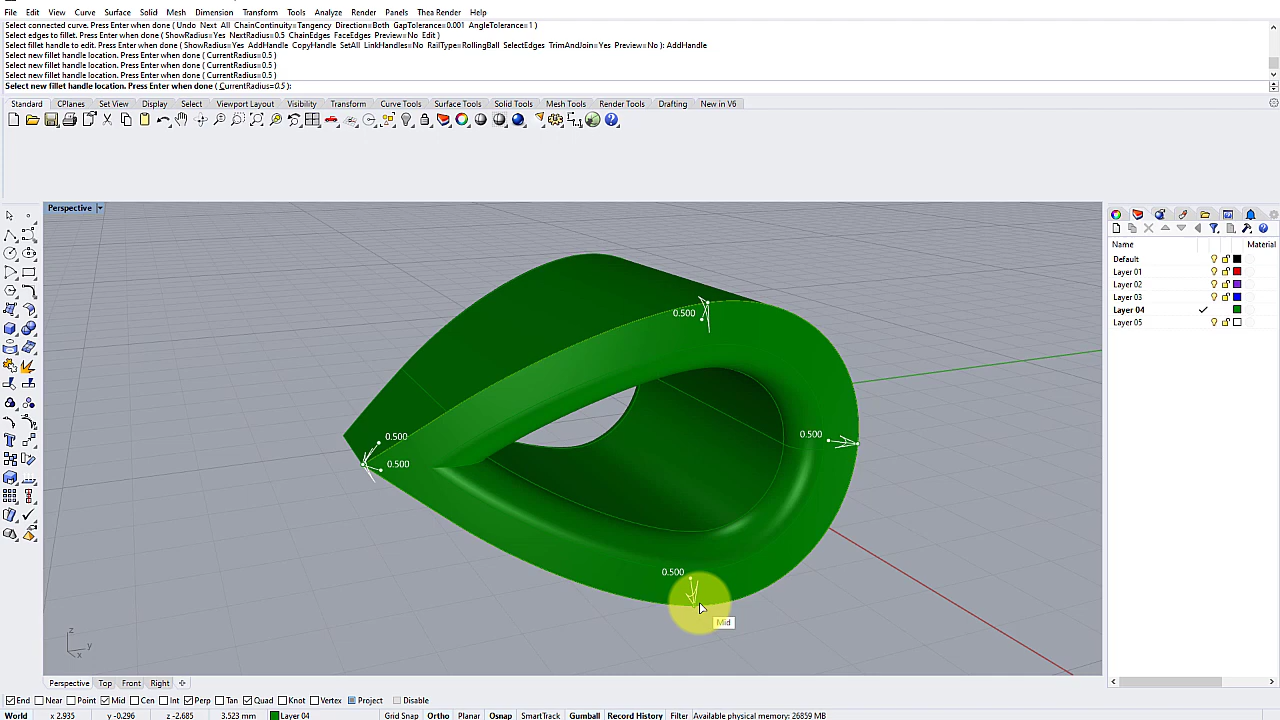 File Edit View Curve Surface Solid Mesh Dimension Transform Tools Analyze Render Panels Thea Render Help
Select connected curve. Press Enter when done ( Undo Next All ChainContinuity=Tangency Direction=Both GapTolerance=0.001 AngleTolerance=1 )
Select edges to fillet. Press Enter when done ( ShowRadius=Yes NextRadius=0.5 ChainEdges FaceEdges Preview=No Edit )
Select fillet handle to edit. Press Enter when done ( ShowRadius=Yes AddHandle CopyHandle SetAll LinkHandles=No RailType=RollingBall SelectEdges TrimAndJoin=Yes Preview=No ): AddHandle
Select new fillet handle location. Press Enter when done ( CurrentRadius=0.5 )
Select new fillet handle location. Press Enter when done ( CurrentRadius=0.5 )
Select new fillet handle location. Press Enter when done ( CurrentRadius=0.5 )
Select new fillet handle location. Press Enter when done ( CurrentRadius=0.5 ):
Standard CPlanes Set View Display Select Viewport Layout Visibility Transform Curve Tools Surface Tools Solid Tools Mesh Tools Render Tools Drafting New in V6
Perspective
Name Material
Default
Layer 01
Layer 02
Layer 03
Layer 04
Layer 05
0.500
0.500
0.500
0.500
0.500
Mid
z
y
x
Perspective Top Front Right
End Near Point Mid Cen Int Perp Tan Quad Knot Vertex Project Disable
World x 2.935 y -0.296 z -2.685 3.523 mm Layer 04 Grid Snap Ortho Planar Osnap SmartTrack Gumball Record History Filter Available physical memory: 26859 MB